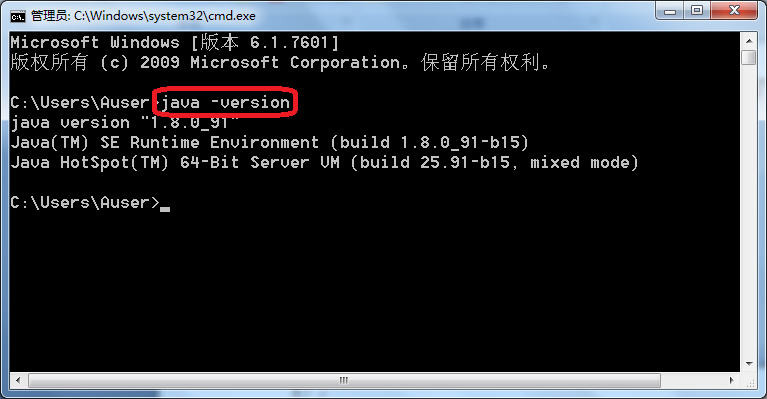 管理员: C:\Windows\system32\cmd.exe
Microsoft Windows [版本 6.1.7601]
版权所有 (c) 2009 Microsoft Corporation。保留所有权利。
C:\Users\Auser>java -version
java version "1.8.0_91"
Java(TM) SE Runtime Environment (build 1.8.0_91-b15)
Java HotSpot(TM) 64-Bit Server VM (build 25.91-b15, mixed mode)
C:\Users\Auser>_